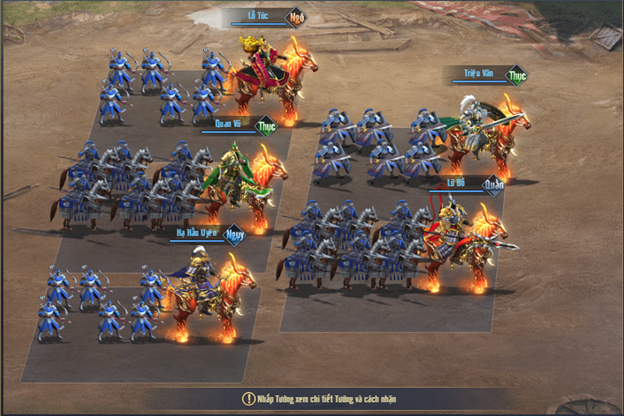 Lỗ Túc
Ngô
Triệu Vân
Thục
Quan Vũ
Thục
Lữ Bố
Quần
Hạ Hầu Uyên
Ngụy
Nhấp Tướng xem chi tiết Tướng và cách nhận